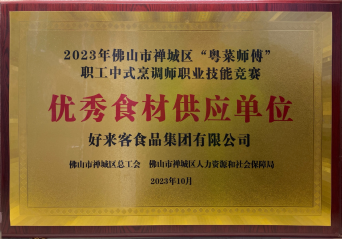 2023年佛山市禅城区“粤菜师傅”
职工中式烹调师职业技能竞赛
优秀食材供应单位
好来客食品集团有限公司
佛山市禅城区总工会 佛山市禅城区人力资源和社会保障局
2023年10月